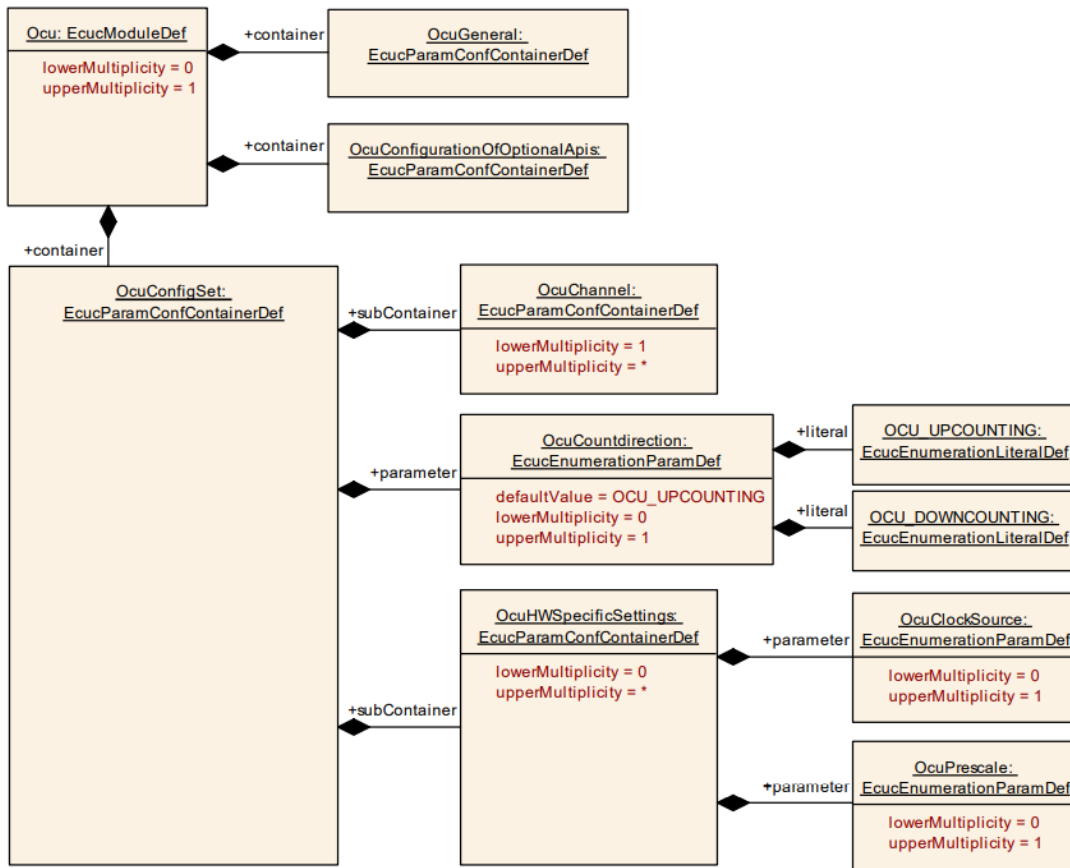 Ocu: EcucModuleDef
lowerMultiplicity = 0
upperMultiplicity = 1
+container
OcuGeneral:
EcucParamConfContainerDef
+container
OcuConfigurationOfOptionalApis:
EcucParamConfContainerDef
+container
OcuConfigSet:
EcucParamConfContainerDef
+subContainer
OcuChannel:
EcucParamConfContainerDef
lowerMultiplicity = 1
upperMultiplicity = *
+parameter
OcuCountdirection:
EcucEnumerationParamDef
defaultValue = OCU_UPCOUNTING
lowerMultiplicity = 0
upperMultiplicity = 1
+literal
OCU_UPCOUNTING:
EcucEnumerationLiteralDef
+literal
OCU_DOWNCOUNTING:
EcucEnumerationLiteralDef
+subContainer
OcuHWSpecificSettings:
EcucParamConfContainerDef
lowerMultiplicity = 0
upperMultiplicity = *
+parameter
OcuClockSource:
EcucEnumerationParamDef
lowerMultiplicity = 0
upperMultiplicity = 1
+parameter
OcuPrescale:
EcucEnumerationParamDef
lowerMultiplicity = 0
upperMultiplicity = 1